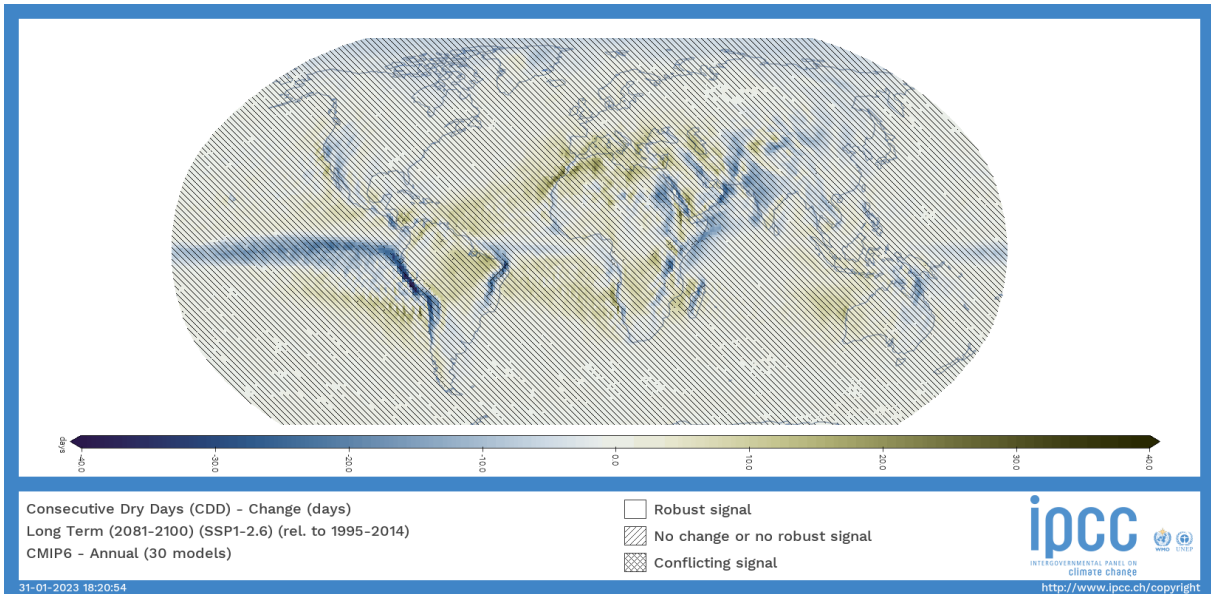 days
-40.0
-30.0
-20.0
-10.0
0.0
10.0
20.0
30.0
40.0
Consecutive Dry Days (CDD) - Change (days)
Long Term (2081-2100) (SSP1-2.6) (rel. to 1995-2014)
CMIP6 - Annual (30 models)
Robust signal
No change or no robust signal
Conflicting signal
ipcc
INTERGOVERNMENTAL PANEL ON
climate change
WMO
UNEP
31-01-2023 18:20:54
http://www.ipcc.ch/copyright